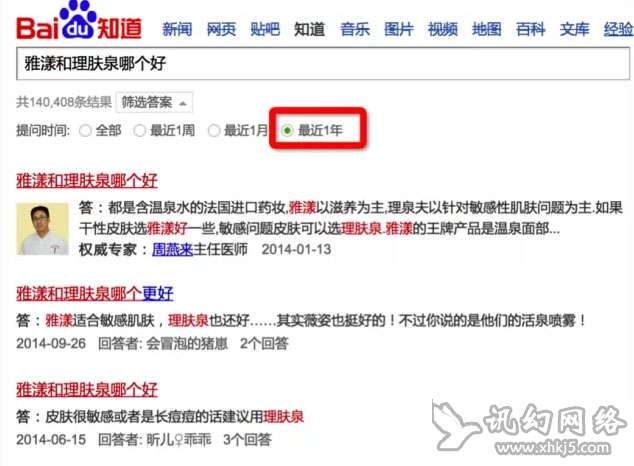 Bai du 知道 新闻 网页 贴吧 知道 音乐 图片 视频 地图 百科 文库 经验
雅漾和理肤泉哪个好
共140,408条结果 筛选答案
提问时间: 全部 最近1周 最近1月 最近1年
雅漾和理肤泉哪个好
答：都是含温泉水的法国进口药妆,雅漾以滋养为主,理泉夫以针对敏感性肌肤问题为主.如果
干性皮肤选雅漾好一些,敏感问题皮肤可以选理肤泉.雅漾的王牌产品是温泉面部...
权威专家：周燕来主任医师 2014-01-13
雅漾和理肤泉哪个更好
答：雅漾适合敏感肌肤，理肤泉也还好……其实薇姿也挺好的！不过你说的是他们的活泉喷雾！
2014-09-26 回答者: 会冒泡的猪崽 2个回答
雅漾和理肤泉哪个好
答：皮肤很敏感或者是长痘痘的话建议用理肤泉
2014-06-15 回答者: 昕儿♀乖乖 3个回答
讯幻网络
www.xhkj5.com